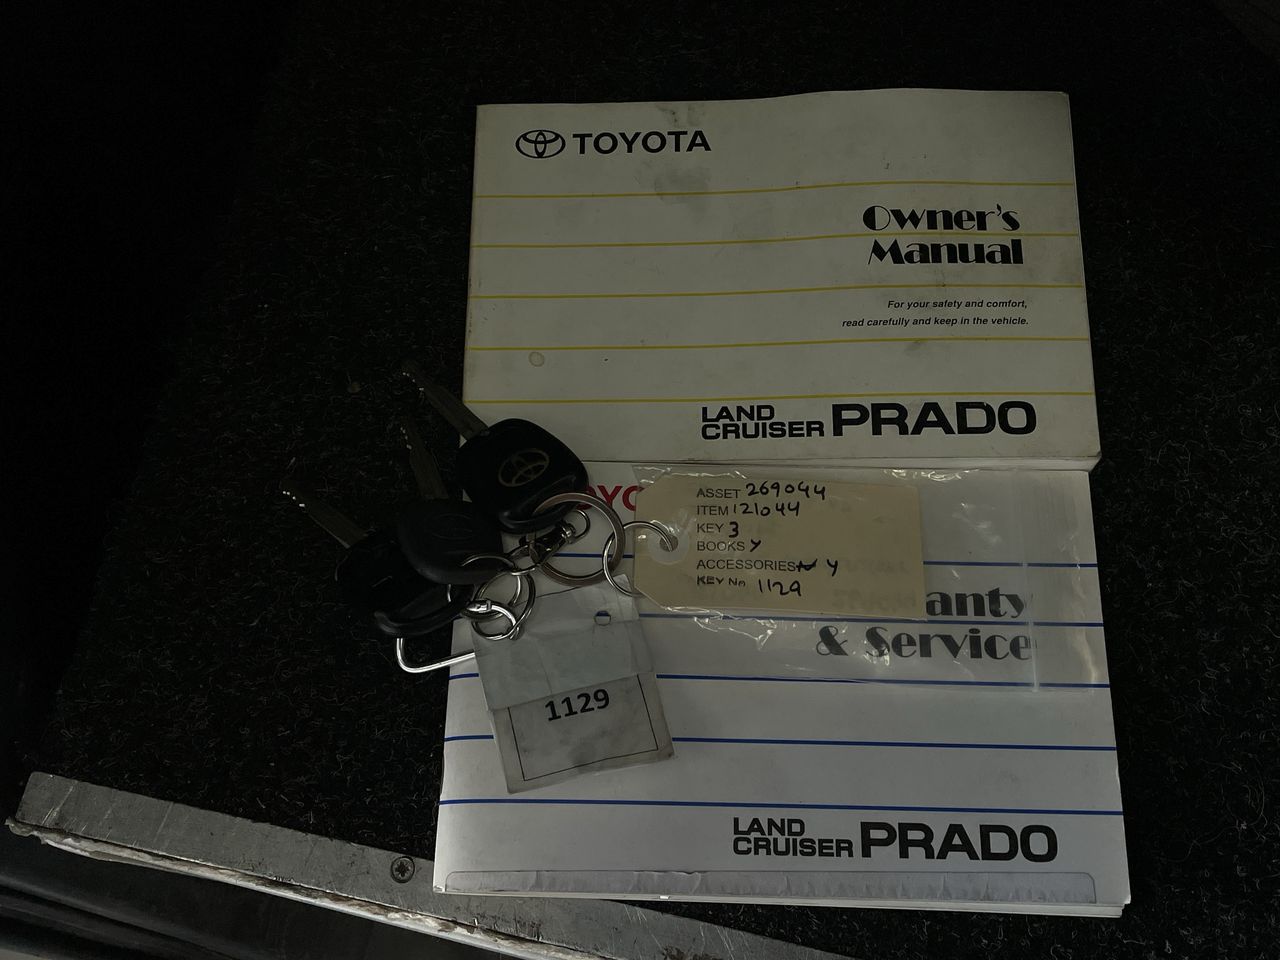 TOYOTA
Owner's
Manual
For your safety and comfort,
read carefully and keep in the vehicle.
LAND
CRUISER PRADO
ASSET 269044
ITEM 121044
KEY 3
BOOKS Y
ACCESSORIES N Y
KEY No 1129
& Service
1129
LAND
CRUISER PRADO